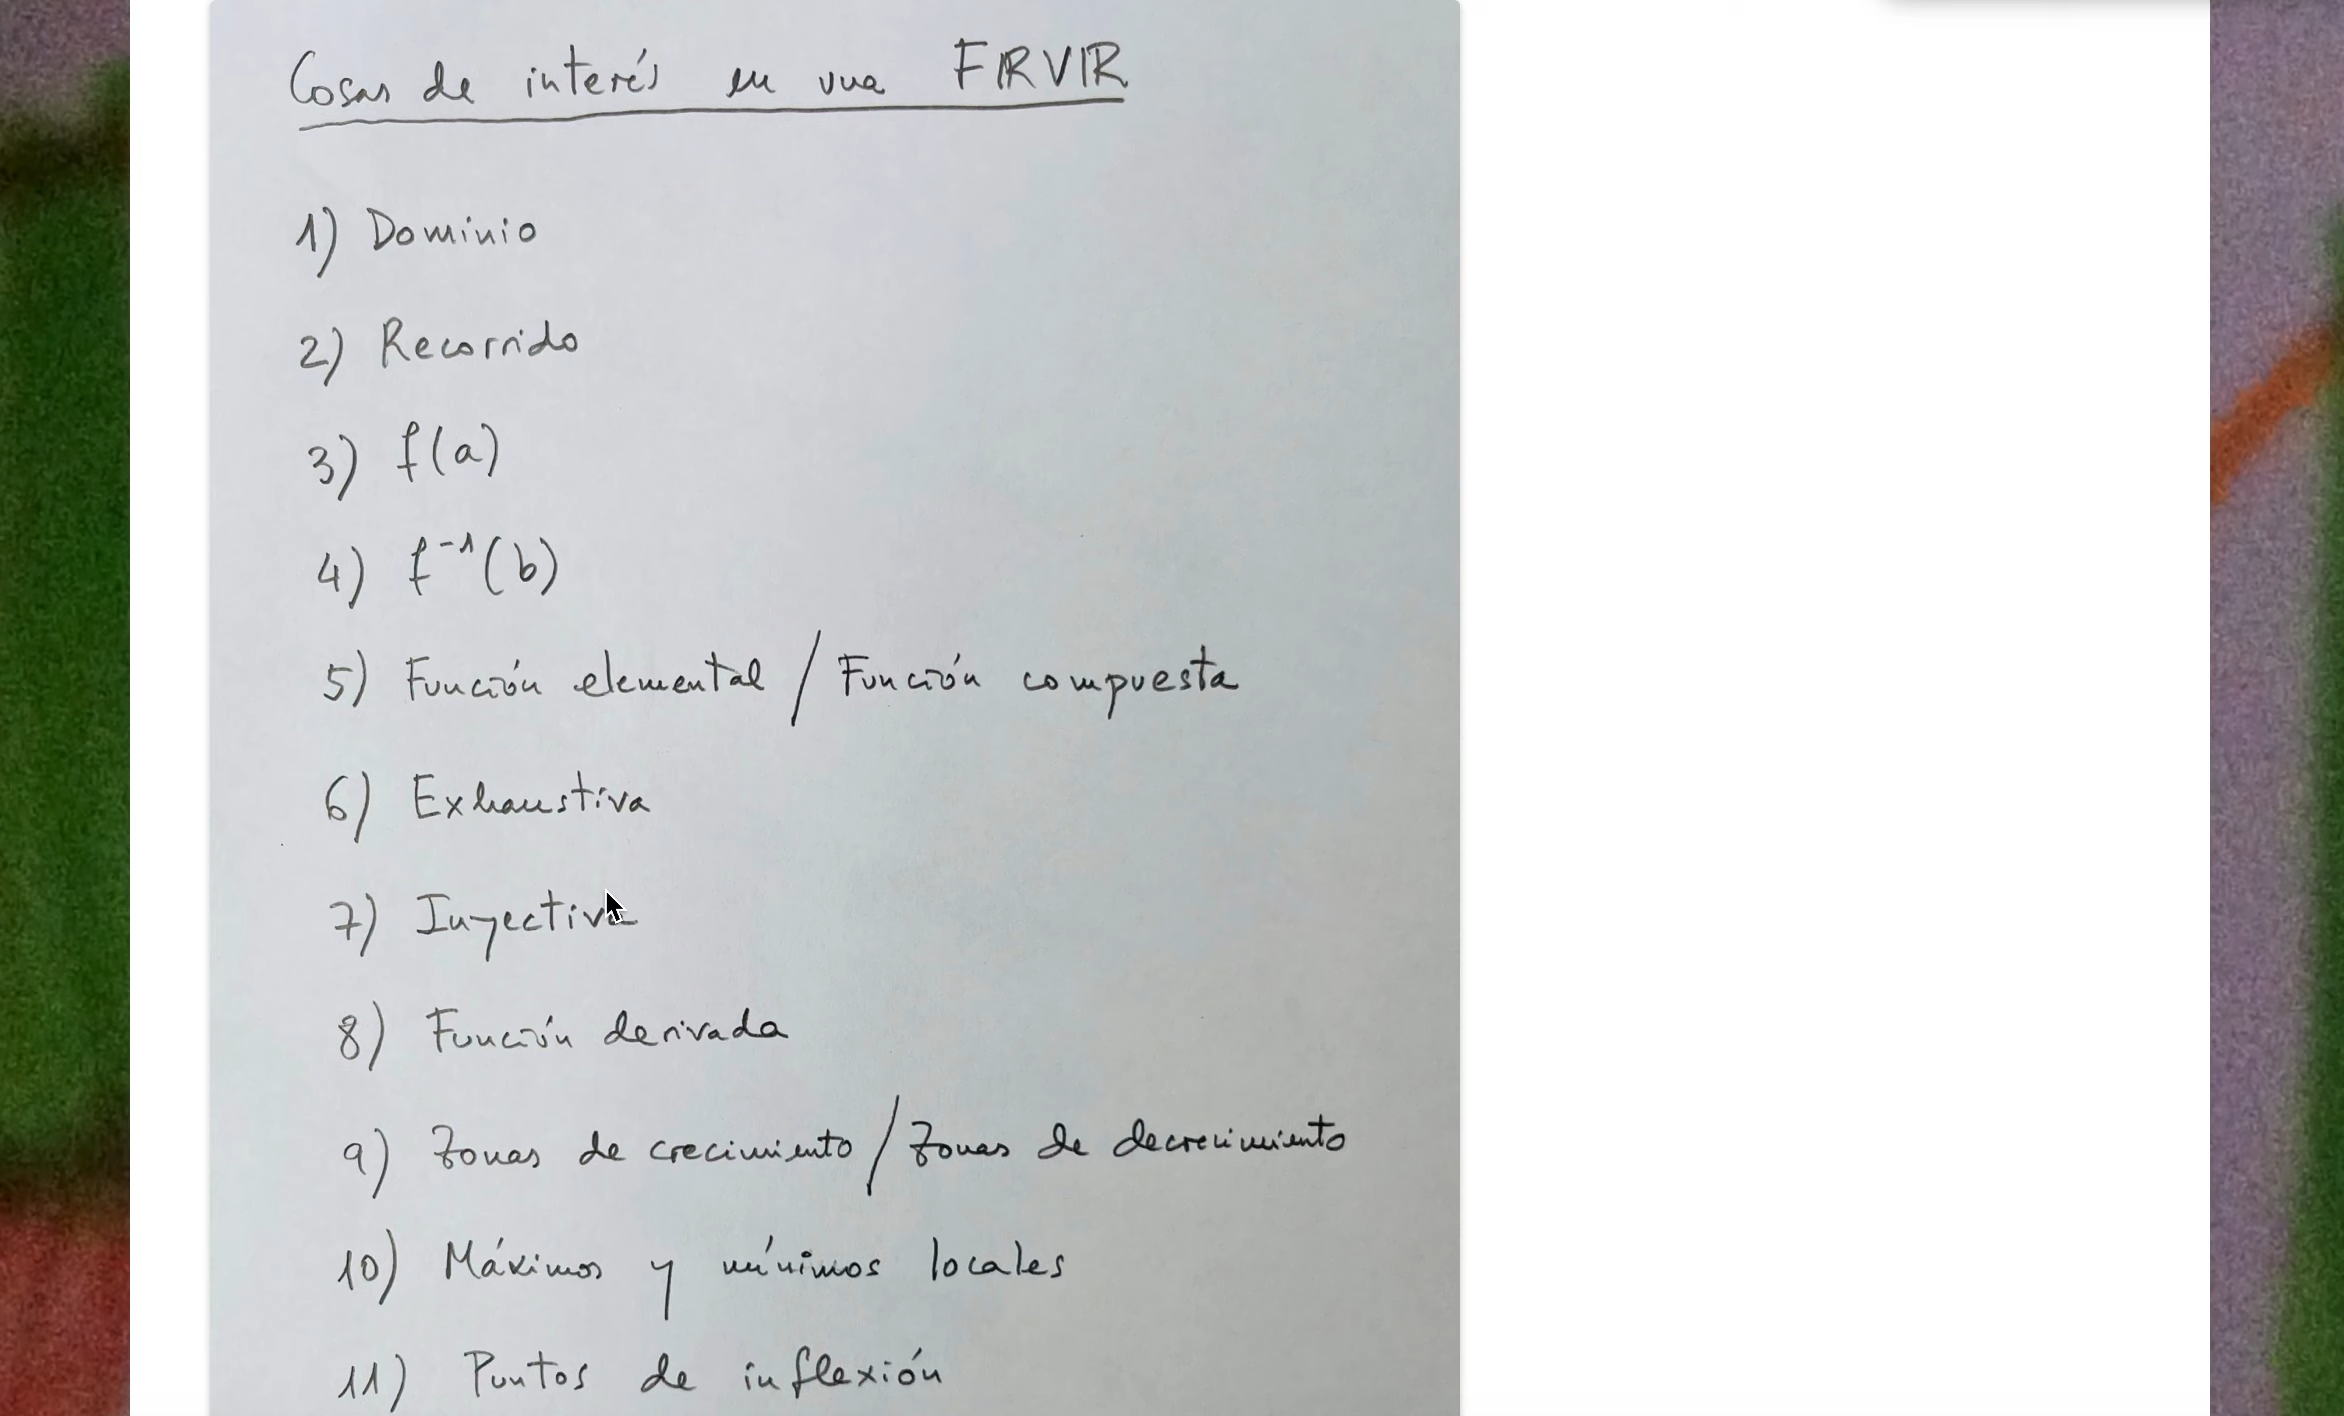 Cosas de interés en una FIRVIR
1) Dominio
2) Recorrido
3) f(a)
4) f⁻¹(b)
5) Función elemental / Función compuesta
6) Exhaustiva
7) Inyectiva
8) Función derivada
9) Zonas de crecimiento / Zonas de decrecimiento
10) Máximos y mínimos locales
11) Puntos de inflexión